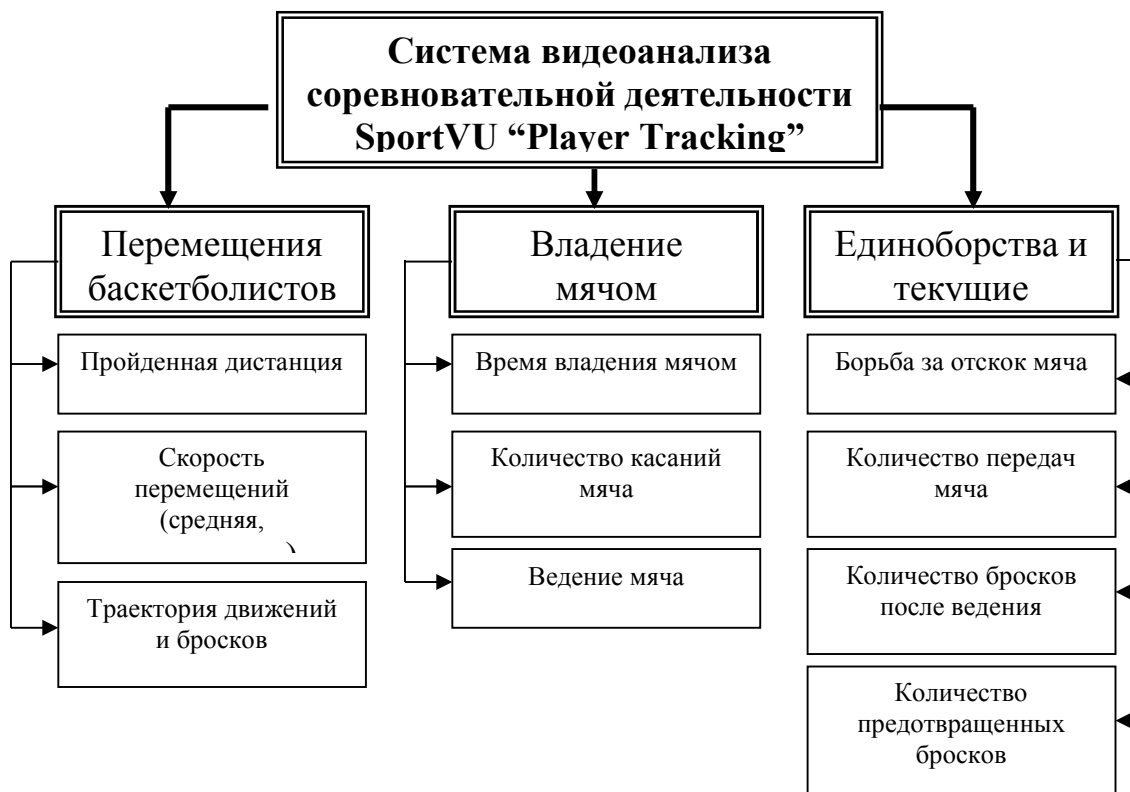 Система видеоанализа
соревновательной деятельности
SportVU “Player Tracking”
Перемещения
баскетболистов
Пройденная дистанция
Скорость
перемещений
(средняя,
)
Траектория движений
и бросков
Владение
мячом
Время владения мячом
Количество касаний
мяча
Ведение мяча
Единоборства и
текущие
Борьба за отскок мяча
Количество передач
мяча
Количество бросков
после ведения
Количество
предотвращенных
бросков